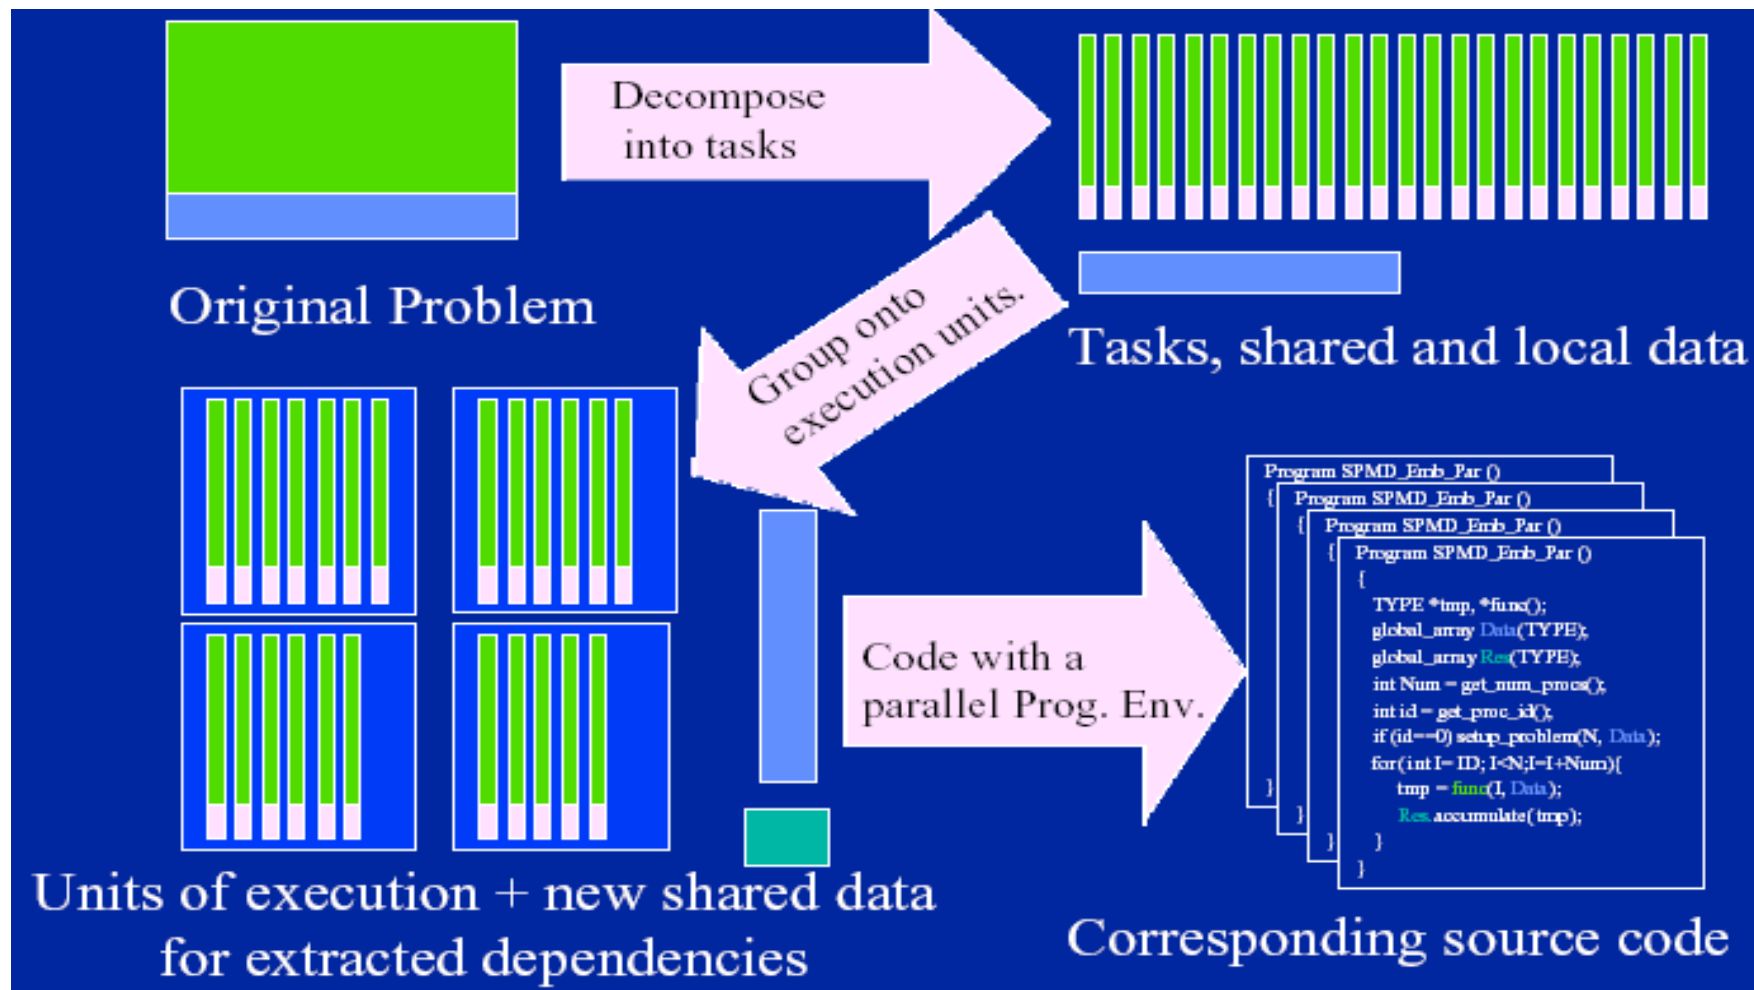 Decompose
into tasks
Original Problem
Tasks, shared and local data
Group onto
execution units.
Units of execution + new shared data
for extracted dependencies
Code with a
parallel Prog. Env.
Program SPMD_Emb_Par ()
{
Program SPMD_Emb_Par ()
{
Program SPMD_Emb_Par ()
{
Program SPMD_Emb_Par ()
{
TYPE *tmp, *func();
global_array Data(TYPE);
global_array Res(TYPE);
int Num = get_num_procs();
int id = get_proc_id();
if (id==0) setup_problem(N, Data);
for (int I= ID; I<N;I=I+Num){
tmp = func(I, Data);
Res.accumulate( tmp);
}
}
}
}
}
Corresponding source code